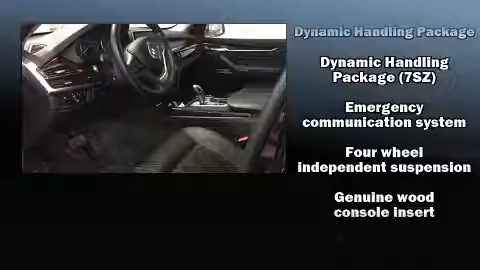 Dynamic Handling Package
Dynamic Handling
Package (7SZ)
Emergency
communication system
Four wheel
independent suspension
Genuine wood
console insert